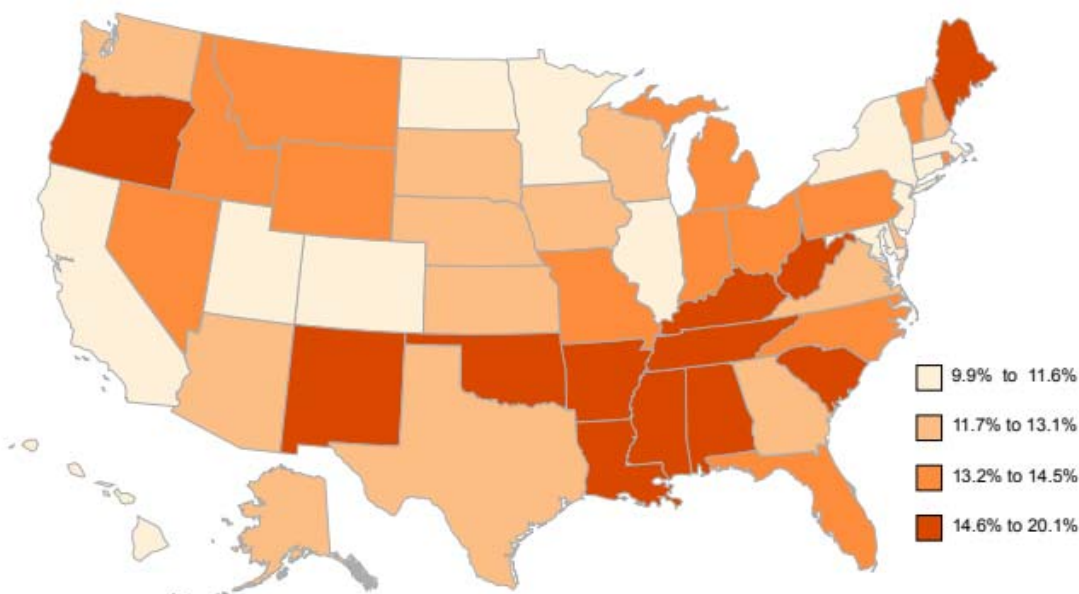 9.9% to 11.6%
11.7% to 13.1%
13.2% to 14.5%
14.6% to 20.1%